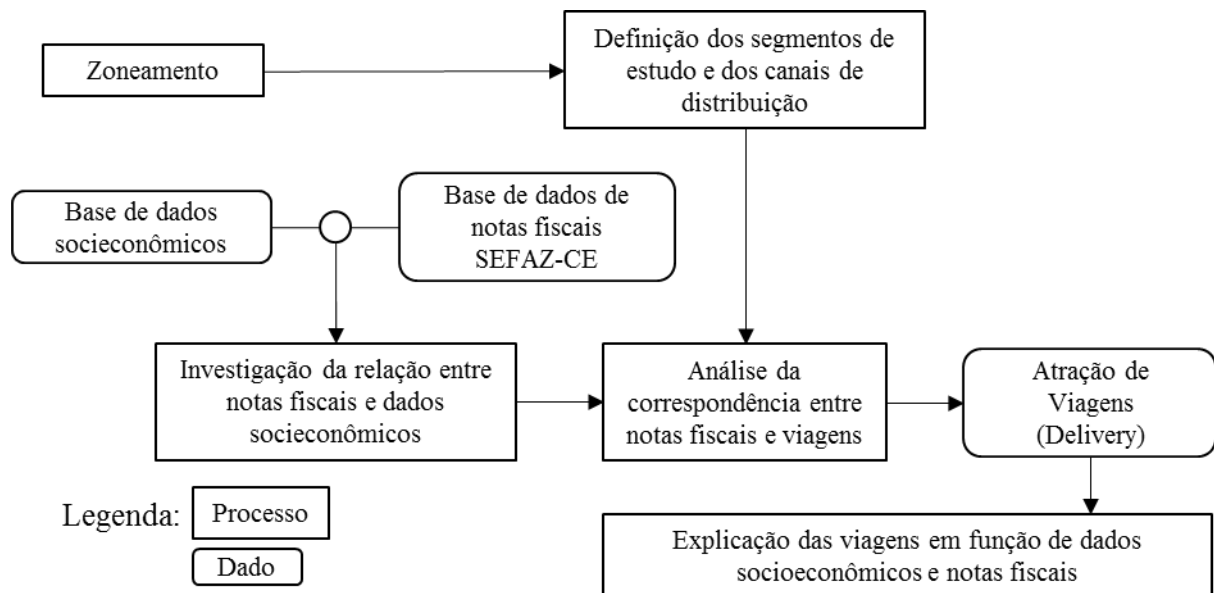 Zoneamento
Definição dos segmentos de
estudo e dos canais de
distribuição
Base de dados
socieconômicos
Base de dados de
notas fiscais
SEFAZ-CE
Investigação da relação entre
notas fiscais e dados
socieconômicos
Análise da
correspondência entre
notas fiscais e viagens
Atração de
Viagens
(Delivery)
Legenda:
Processo
Dado
Explicação das viagens em função de dados
socioeconômicos e notas fiscais